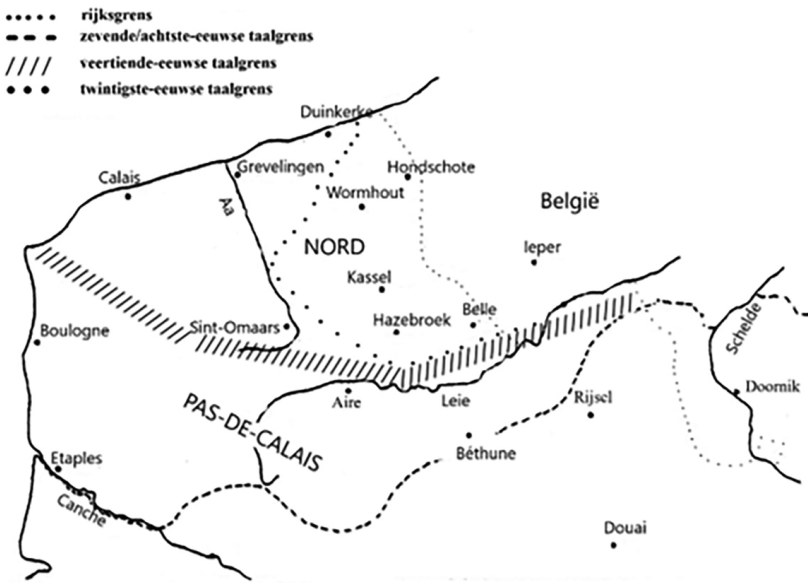 rijksgrens
zevende/achtste-eeuwse taalgrens
veertiende-eeuwse taalgrens
twintigste-eeuwse taalgrens
Duinkerke
Grevelingen
Hondschote
Calais
Wormhout
Aa
België
NORD
Ieper
Kassel
Belle
Sint-Omaars
Hazebroek
Boulogne
Schelde
Doornik
Aire
Leie
Rijsel
PAS-DE-CALAIS
Béthune
Etaples
Canche
Douai